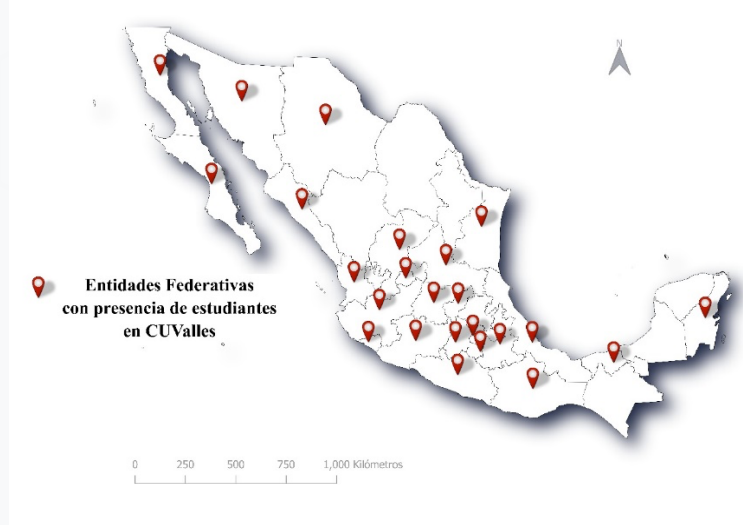 N
Entidades Federativas
con presencia de estudiantes
en CUValles
0 250 500 750 1,000 Kilómetros